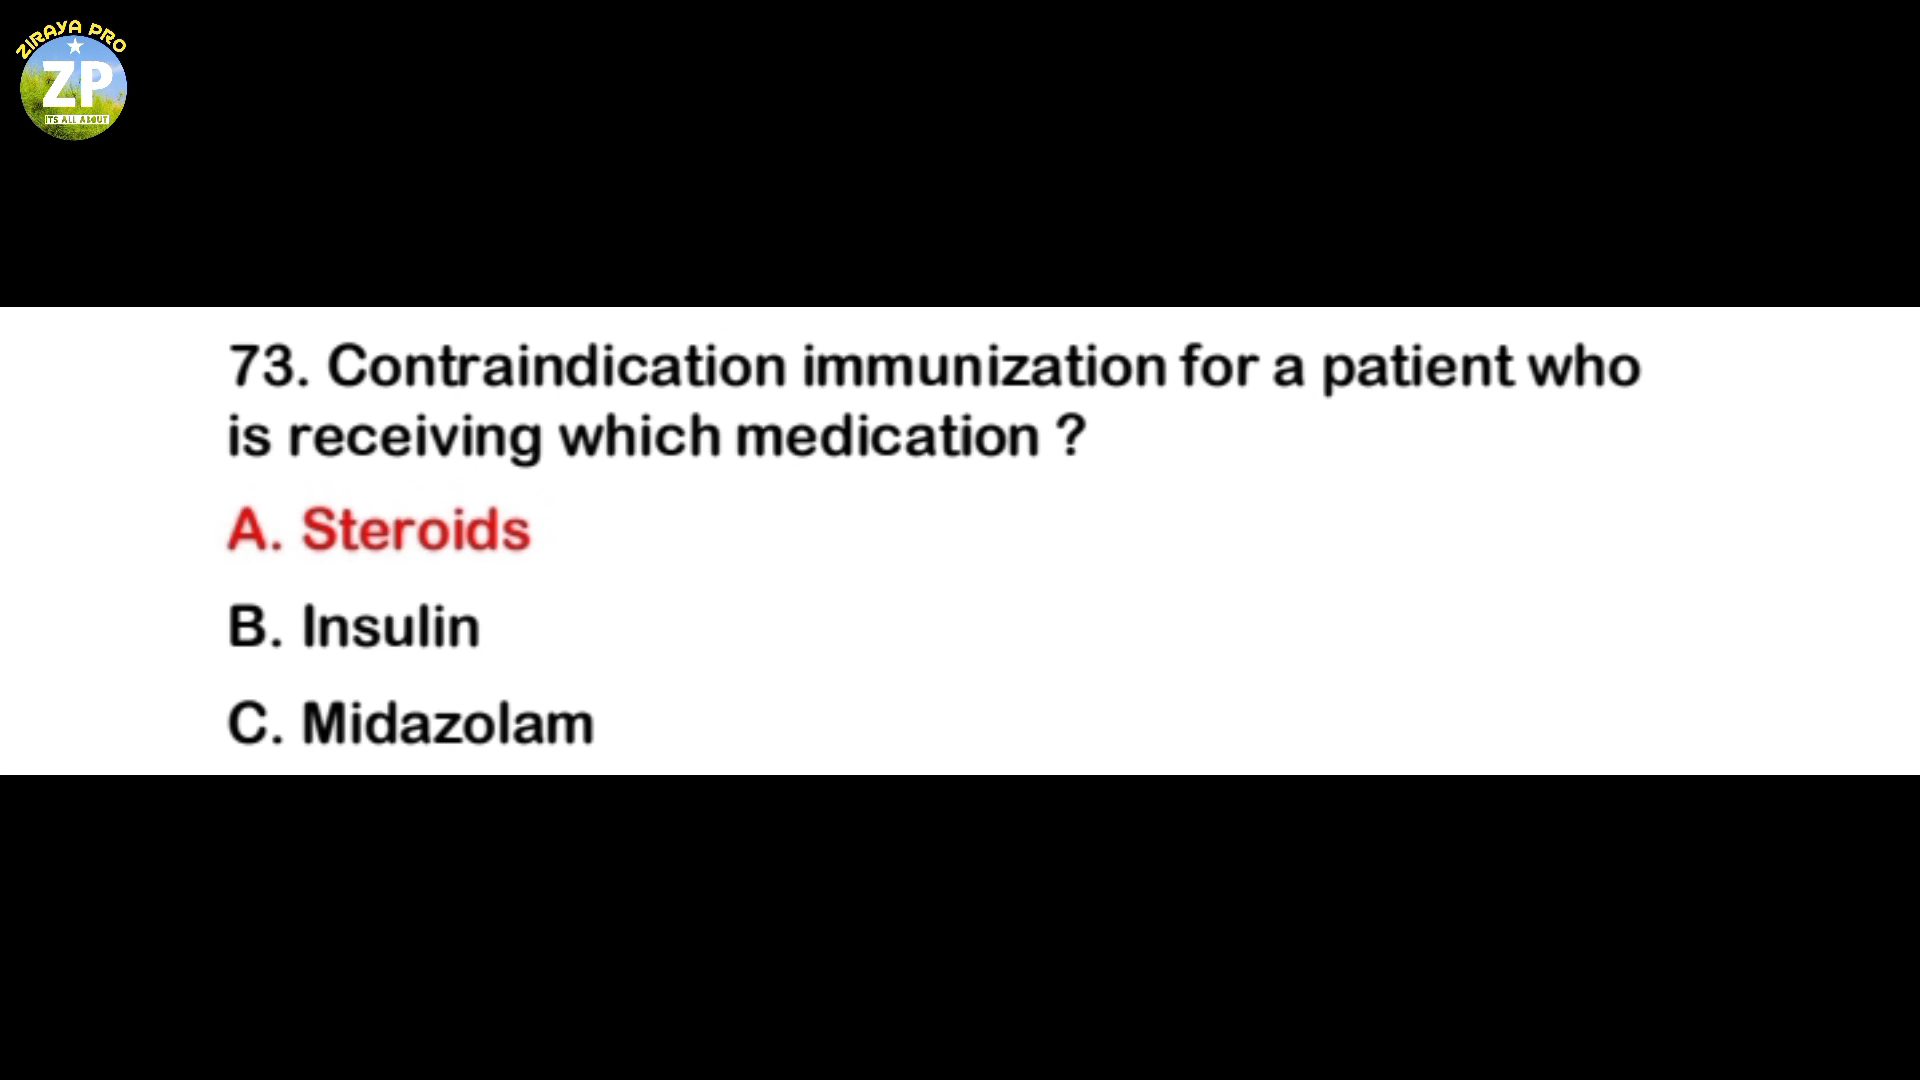 ZIRAYA PRO
ZP
ITS ALL ABOUT
73. Contraindication immunization for a patient who
is receiving which medication ?
A. Steroids
B. Insulin
C. Midazolam